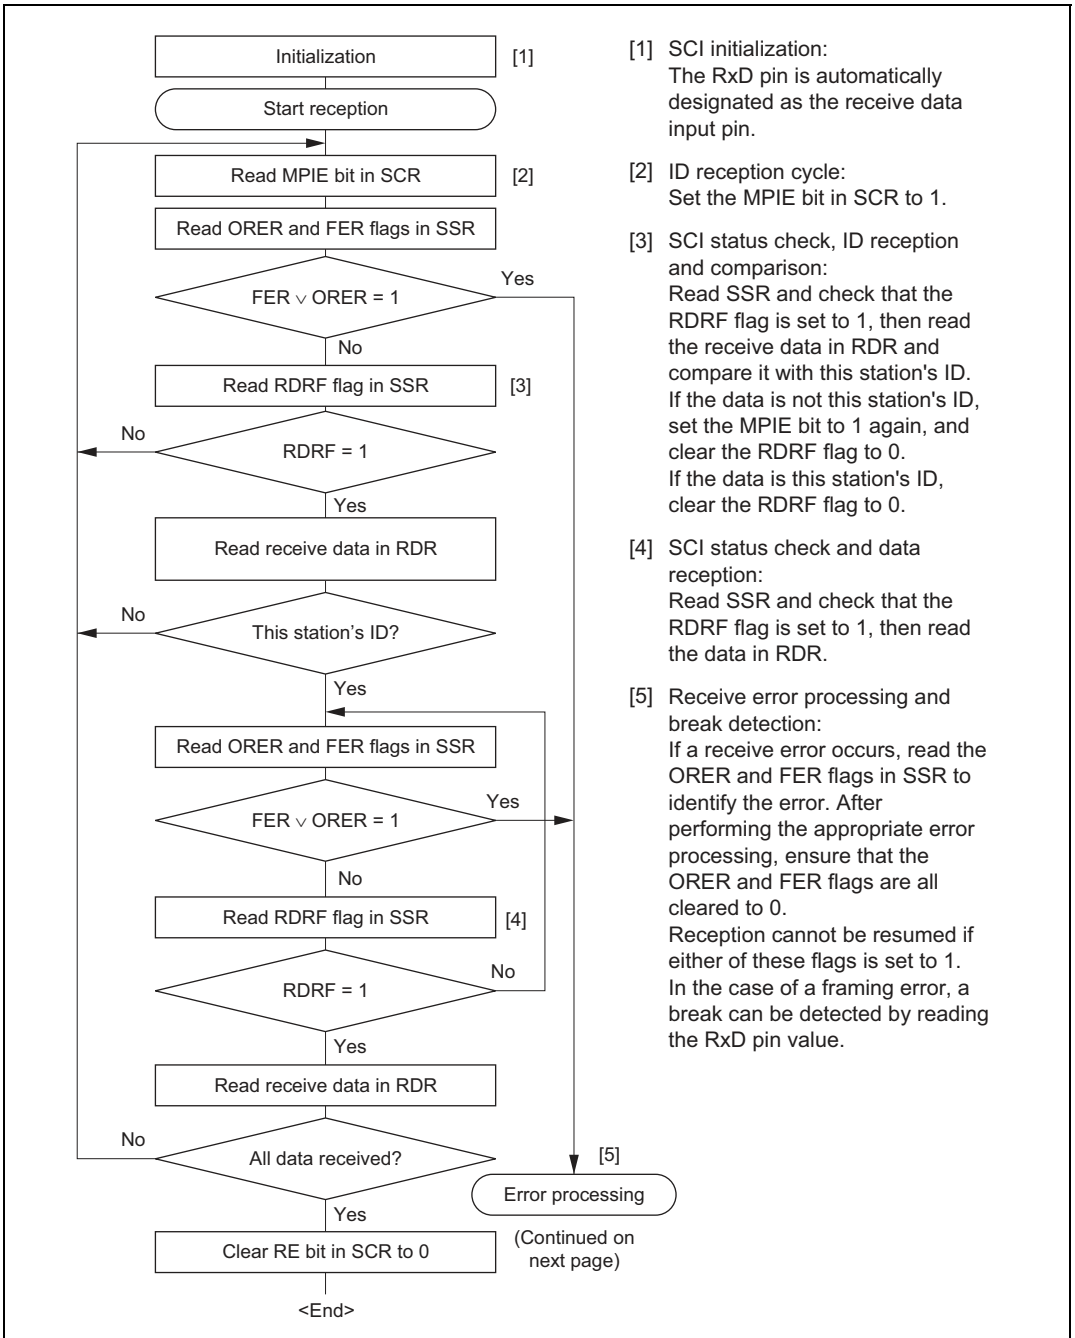 Initialization
[1]
Start reception
Read MPIE bit in SCR
[2]
Read ORER and FER flags in SSR
Yes
FER ∨ ORER = 1
No
Read RDRF flag in SSR
[3]
No
RDRF = 1
Yes
Read receive data in RDR
No
This station's ID?
Yes
Read ORER and FER flags in SSR
Yes
FER ∨ ORER = 1
No
Read RDRF flag in SSR
[4]
No
RDRF = 1
Yes
Read receive data in RDR
No
All data received?
[5]
Error processing
Yes
(Continued on
next page)
Clear RE bit in SCR to 0
<End>
[1] SCI initialization:
The RxD pin is automatically
designated as the receive data
input pin.
[2] ID reception cycle:
Set the MPIE bit in SCR to 1.
[3] SCI status check, ID reception
and comparison:
Read SSR and check that the
RDRF flag is set to 1, then read
the receive data in RDR and
compare it with this station's ID.
If the data is not this station's ID,
set the MPIE bit to 1 again, and
clear the RDRF flag to 0.
If the data is this station's ID,
clear the RDRF flag to 0.
[4] SCI status check and data
reception:
Read SSR and check that the
RDRF flag is set to 1, then read
the data in RDR.
[5] Receive error processing and
break detection:
If a receive error occurs, read the
ORER and FER flags in SSR to
identify the error. After
performing the appropriate error
processing, ensure that the
ORER and FER flags are all
cleared to 0.
Reception cannot be resumed if
either of these flags is set to 1.
In the case of a framing error, a
break can be detected by reading
the RxD pin value.